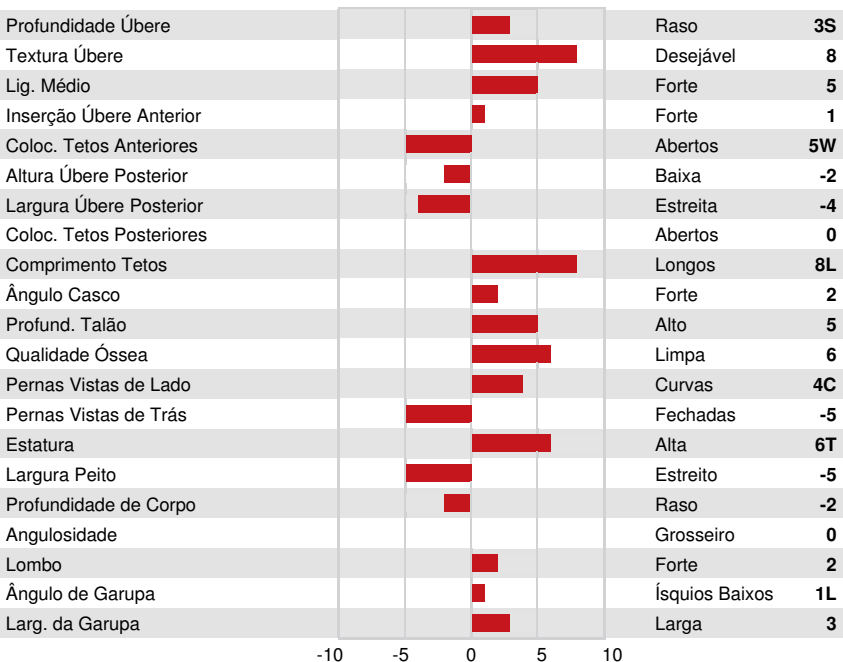 Profundidade Úbere Raso 3S
Textura Úbere Desejável 8
Lig. Médio Forte 5
Inserção Úbere Anterior Forte 1
Coloc. Tetos Anteriores Abertos 5W
Altura Úbere Posterior Baixa -2
Largura Úbere Posterior Estreita -4
Coloc. Tetos Posteriores Abertos 0
Comprimento Tetos Longos 8L
Ângulo Casco Forte 2
Profund. Talão Alto 5
Qualidade Óssea Limpa 6
Pernas Vistas de Lado Curvas 4C
Pernas Vistas de Trás Fechadas -5
Estatura Alta 6T
Largura Peito Estreito -5
Profundidade de Corpo Raso -2
Angulosidade Grosseiro 0
Lombo Forte 2
Ângulo de Garupa Ísquios Baixos 1L
Larg. da Garupa Larga 3
-10 -5 0 5 10